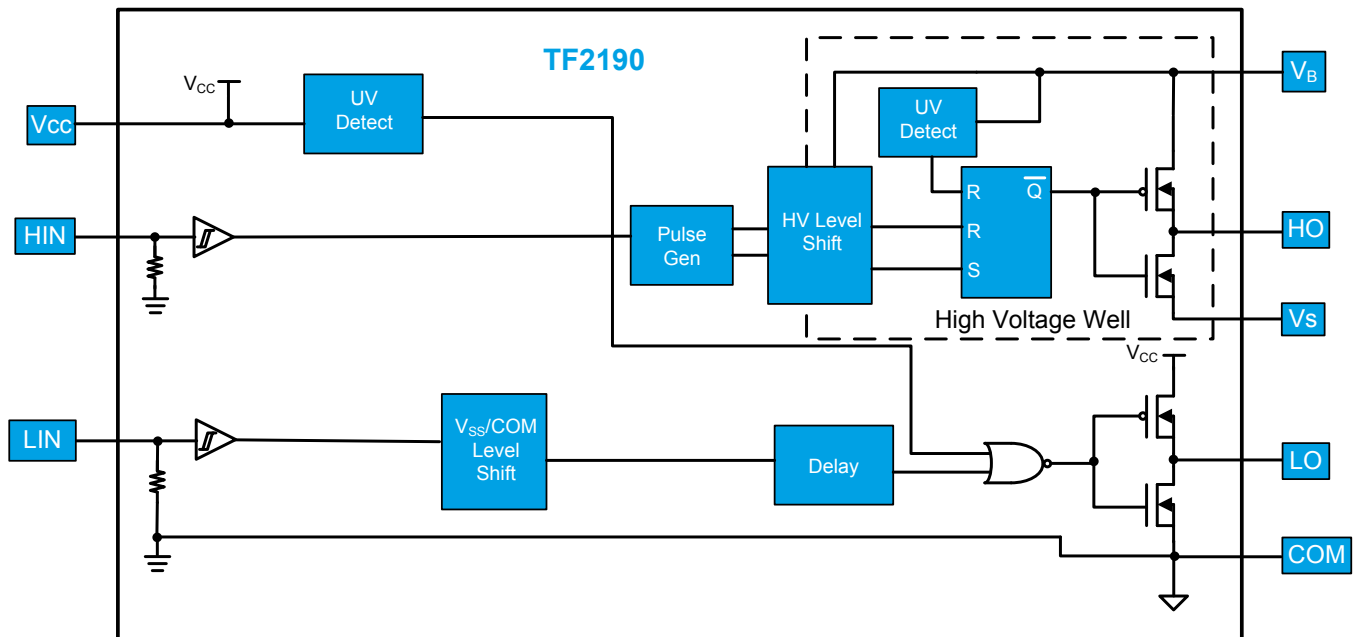 TF2190
V_B
V_CC
UV
Detect
UV
Detect
Vcc
R
Q̅
HIN
Pulse
Gen
HV Level
Shift
R
HO
S
High Voltage Well
Vs
V_CC
LIN
V_SS/COM
Level
Shift
Delay
LO
COM